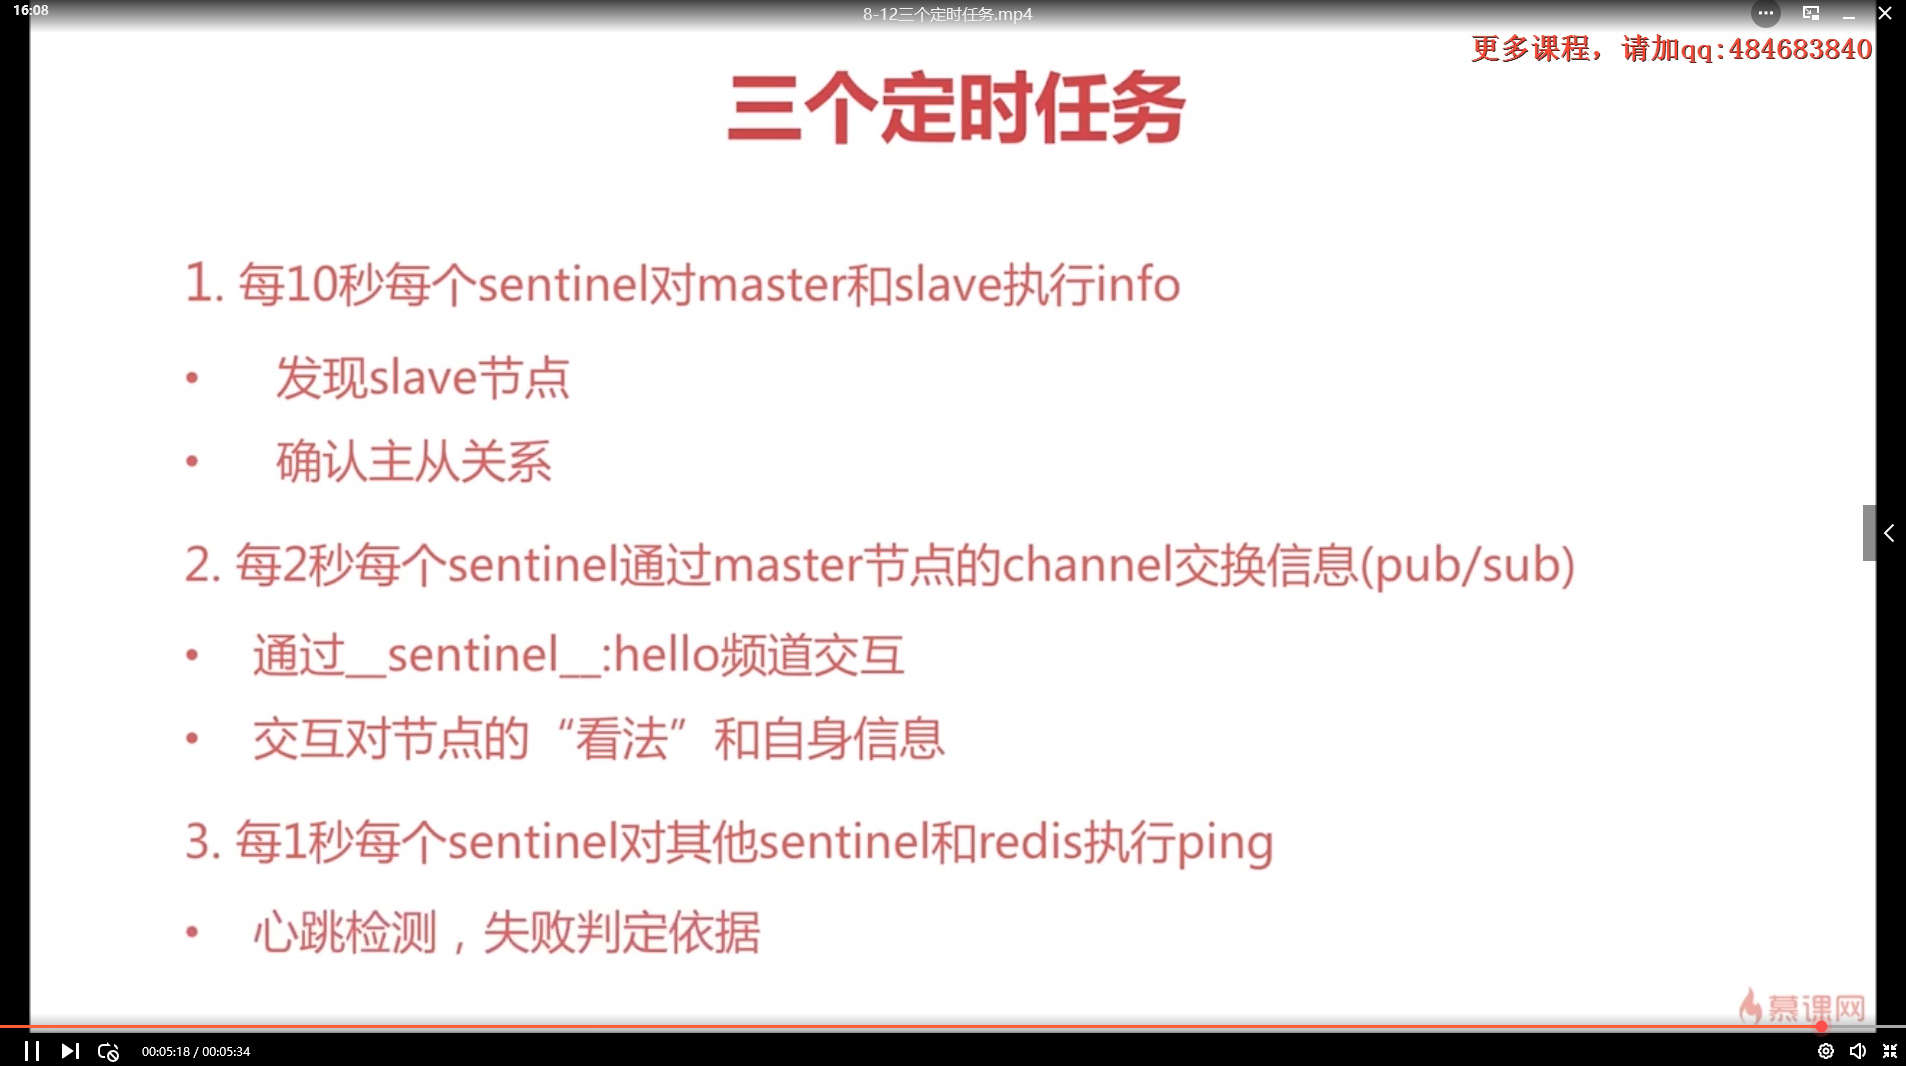 16:08
8-12三个定时任务.mp4
更多课程，请加qq:484683840
三个定时任务
1. 每10秒每个sentinel对master和slave执行info
• 发现slave节点
• 确认主从关系
2. 每2秒每个sentinel通过master节点的channel交换信息(pub/sub)
• 通过__sentinel__:hello频道交互
• 交互对节点的“看法”和自身信息
3. 每1秒每个sentinel对其他sentinel和redis执行ping
• 心跳检测，失败判定依据
慕课网
00:05:18 / 00:05:34